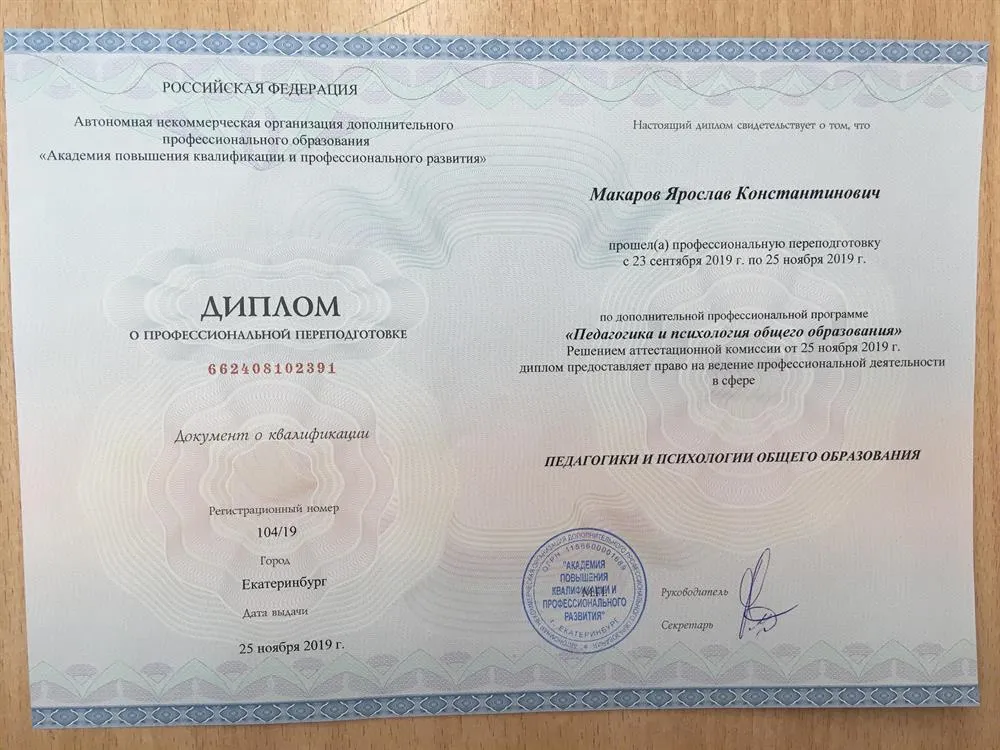 РОССИЙСКАЯ ФЕДЕРАЦИЯ
Автономная некоммерческая организация дополнительного
профессионального образования
«Академия повышения квалификации и профессионального развития»
ДИПЛОМ
О ПРОФЕССИОНАЛЬНОЙ ПЕРЕПОДГОТОВКЕ
662408102391
Документ о квалификации
Регистрационный номер
104/19
Город
Екатеринбург
Дата выдачи
25 ноября 2019 г.
Настоящий диплом свидетельствует о том, что
Макаров Ярослав Константинович
прошел(а) профессиональную переподготовку
с 23 сентября 2019 г. по 25 ноября 2019 г.
по дополнительной профессиональной программе
«Педагогика и психология общего образования»
Решением аттестационной комиссии от 25 ноября 2019 г.
диплом предоставляет право на ведение профессиональной деятельности
в сфере
ПЕДАГОГИКИ И ПСИХОЛОГИИ ОБЩЕГО ОБРАЗОВАНИЯ
"АКАДЕМИЯ
ПОВЫШЕНИЯ
КВАЛИФИКАЦИИ И
ПРОФЕССИОНАЛЬНОГО
РАЗВИТИЯ"
г. ЕКАТЕРИНБУРГ
М.П.
Руководитель
Секретарь